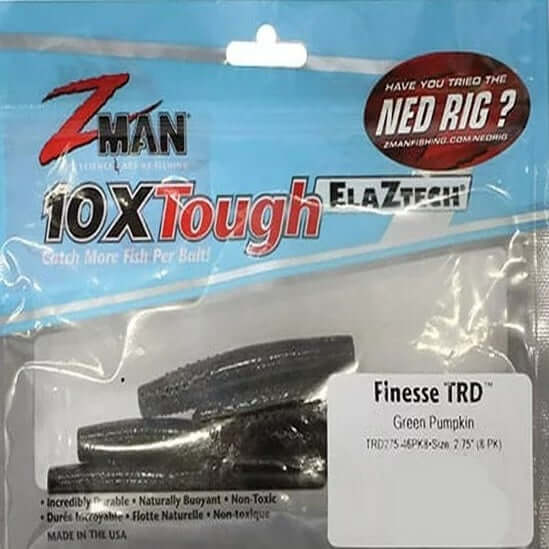 ZMAN®
HAVE YOU TRIED THE
NED RIG?
ZMANFISHING.COM/NEDRIG
10X Tough ELAZTECH®
Catch More Fish Per Bait!
Finesse TRD™
Green Pumpkin
TRD275-46PK8•Size: 2.75" (8 PK)
• Incredibly Durable • Naturally Buoyant • Non-Toxic
• Durée Incroyable • Flotte Naturelle • Non-toxique
MADE IN THE USA